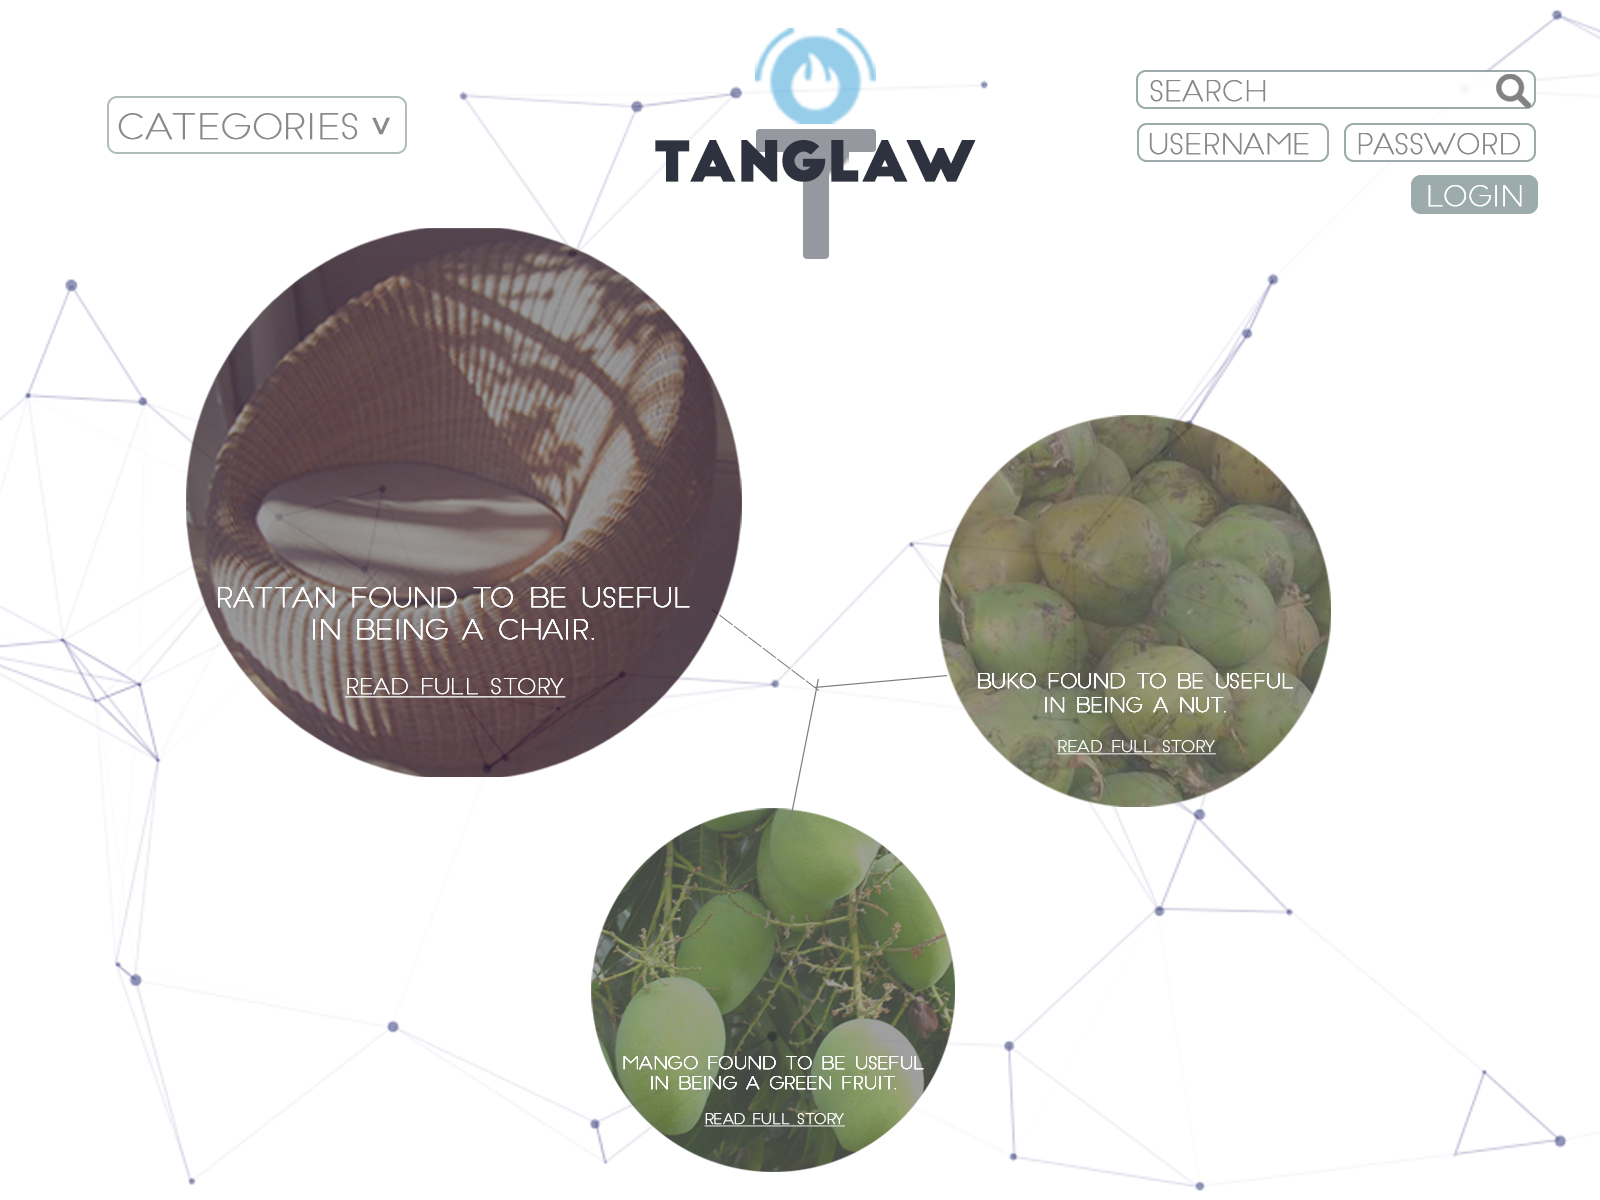 CATEGORIES v
TANGLAW
SEARCH
USERNAME
PASSWORD
LOGIN
RATTAN FOUND TO BE USEFUL
IN BEING A CHAIR.
READ FULL STORY
BUKO FOUND TO BE USEFUL
IN BEING A NUT.
READ FULL STORY
MANGO FOUND TO BE USEFUL
IN BEING A GREEN FRUIT.
READ FULL STORY